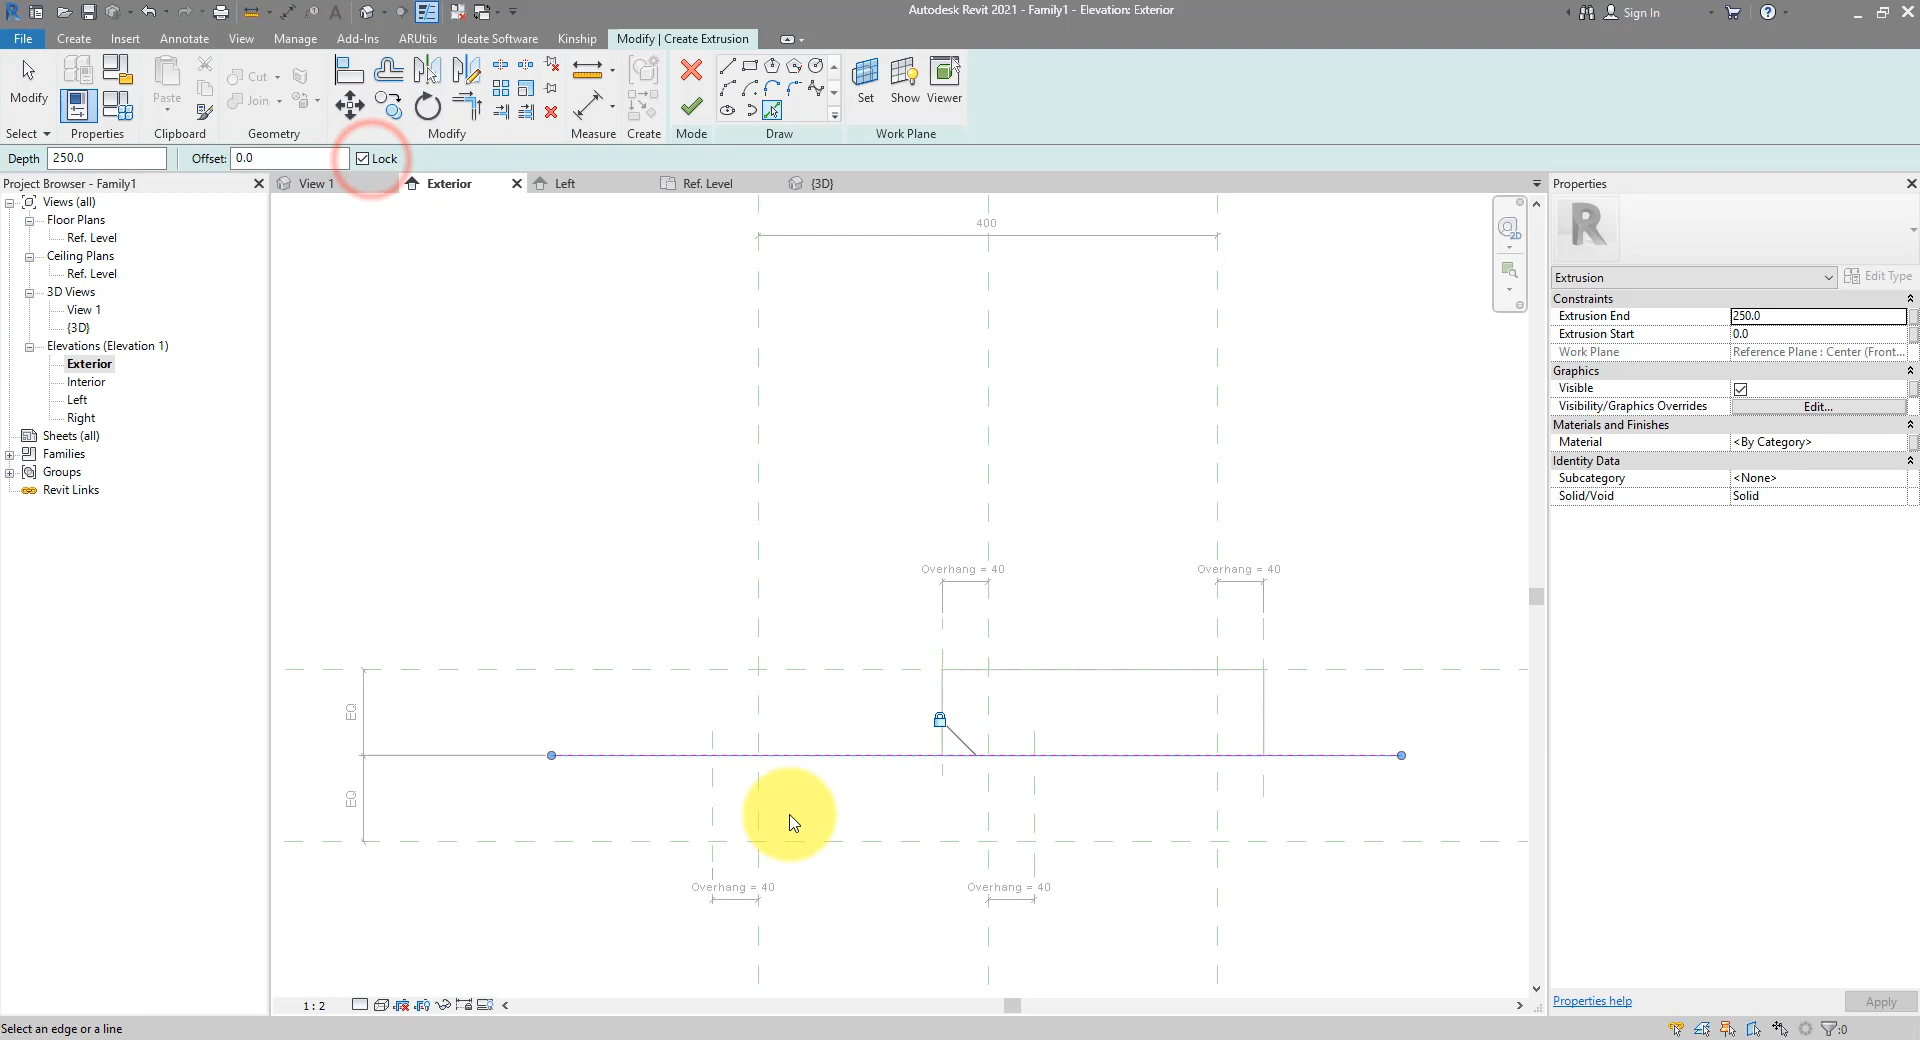 Autodesk Revit 2021 - Family1 - Elevation: Exterior
Sign In
File Create Insert Annotate View Manage Add-Ins ARUtils Ideate Software Kinship Modify | Create Extrusion
Modify
Paste
Cut
Join
Set Show Viewer
Select Properties Clipboard Geometry Modify Measure Create Mode Draw Work Plane
Depth 250.0 Offset: 0.0 Lock
Project Browser - Family1
View 1 Exterior Left Ref. Level {3D}
Properties
Views (all)
Floor Plans
Ref. Level
Ceiling Plans
Ref. Level
3D Views
View 1
{3D}
Elevations (Elevation 1)
Exterior
Interior
Left
Right
Sheets (all)
Families
Groups
Revit Links
400
Overhang = 40
Overhang = 40
EQ
EQ
Overhang = 40
Overhang = 40
2D
R
Extrusion Edit Type
Constraints
Extrusion End 250.0
Extrusion Start 0.0
Work Plane Reference Plane : Center (Front...
Graphics
Visible
Visibility/Graphics Overrides Edit...
Materials and Finishes
Material <By Category>
Identity Data
Subcategory <None>
Solid/Void Solid
1 : 2
Properties help Apply
Select an edge or a line
:0